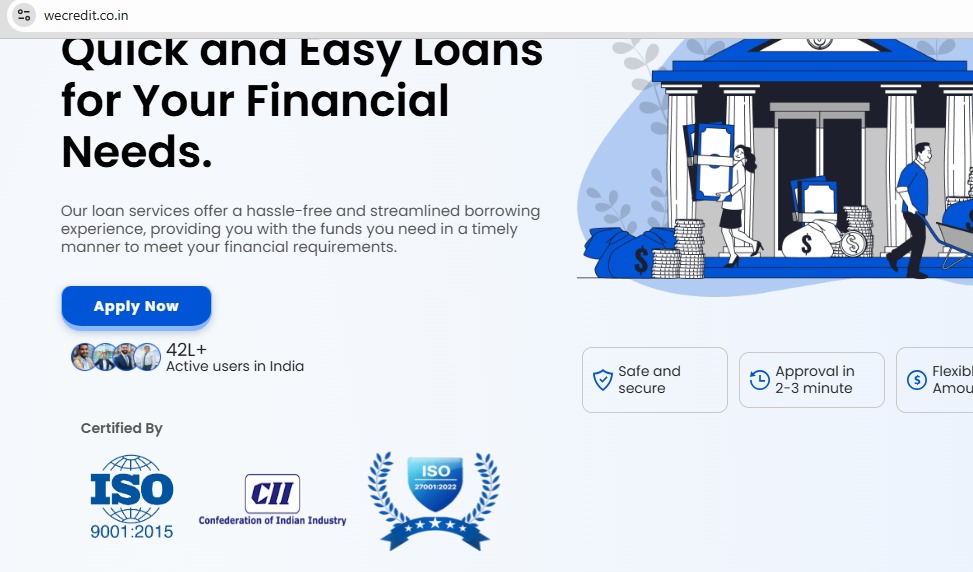 wecredit.co.in
Quick and Easy Loans
for Your Financial
Needs.
Our loan services offer a hassle-free and streamlined borrowing
experience, providing you with the funds you need in a timely
manner to meet your financial requirements.
Apply Now
42L+
Active users in India
Safe and
secure
Approval in
2-3 minute
Flexibl
Amou
Certified By
ISO
9001:2015
CII
Confederation of Indian Industry
ISO
27001:2022